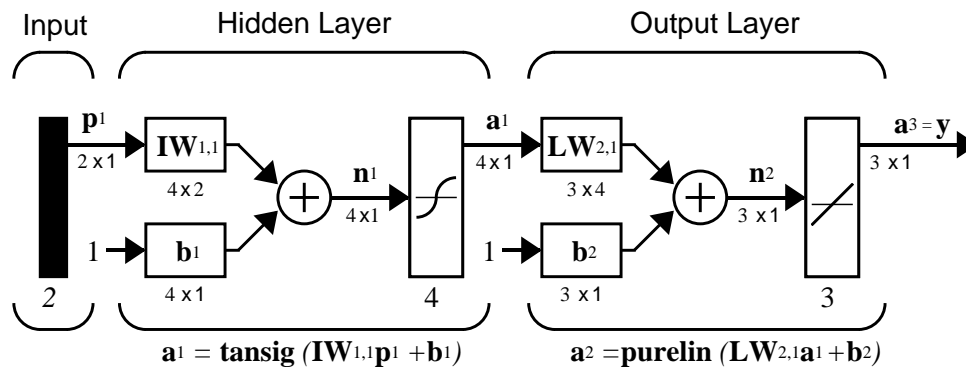 Input Hidden Layer Output Layer
p1 a1 a3 = y
IW1,1 LW2,1
2 x 1 n1 4 x 1 n2 3 x 1
4 x 2 3 x 4
4 x 1 3 x 1
1 b1 1 b2
4 x 1 3 x 1
2 4 3
a1 = tansig (IW1,1p1 +b1) a2 =purelin (LW2,1a1 +b2)